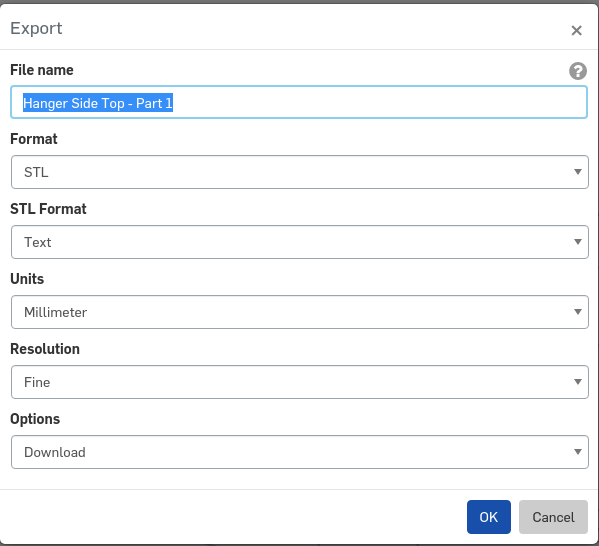 Export
×
File name
?
Hanger Side Top - Part 1
Format
STL
STL Format
Text
Units
Millimeter
Resolution
Fine
Options
Download
OK Cancel